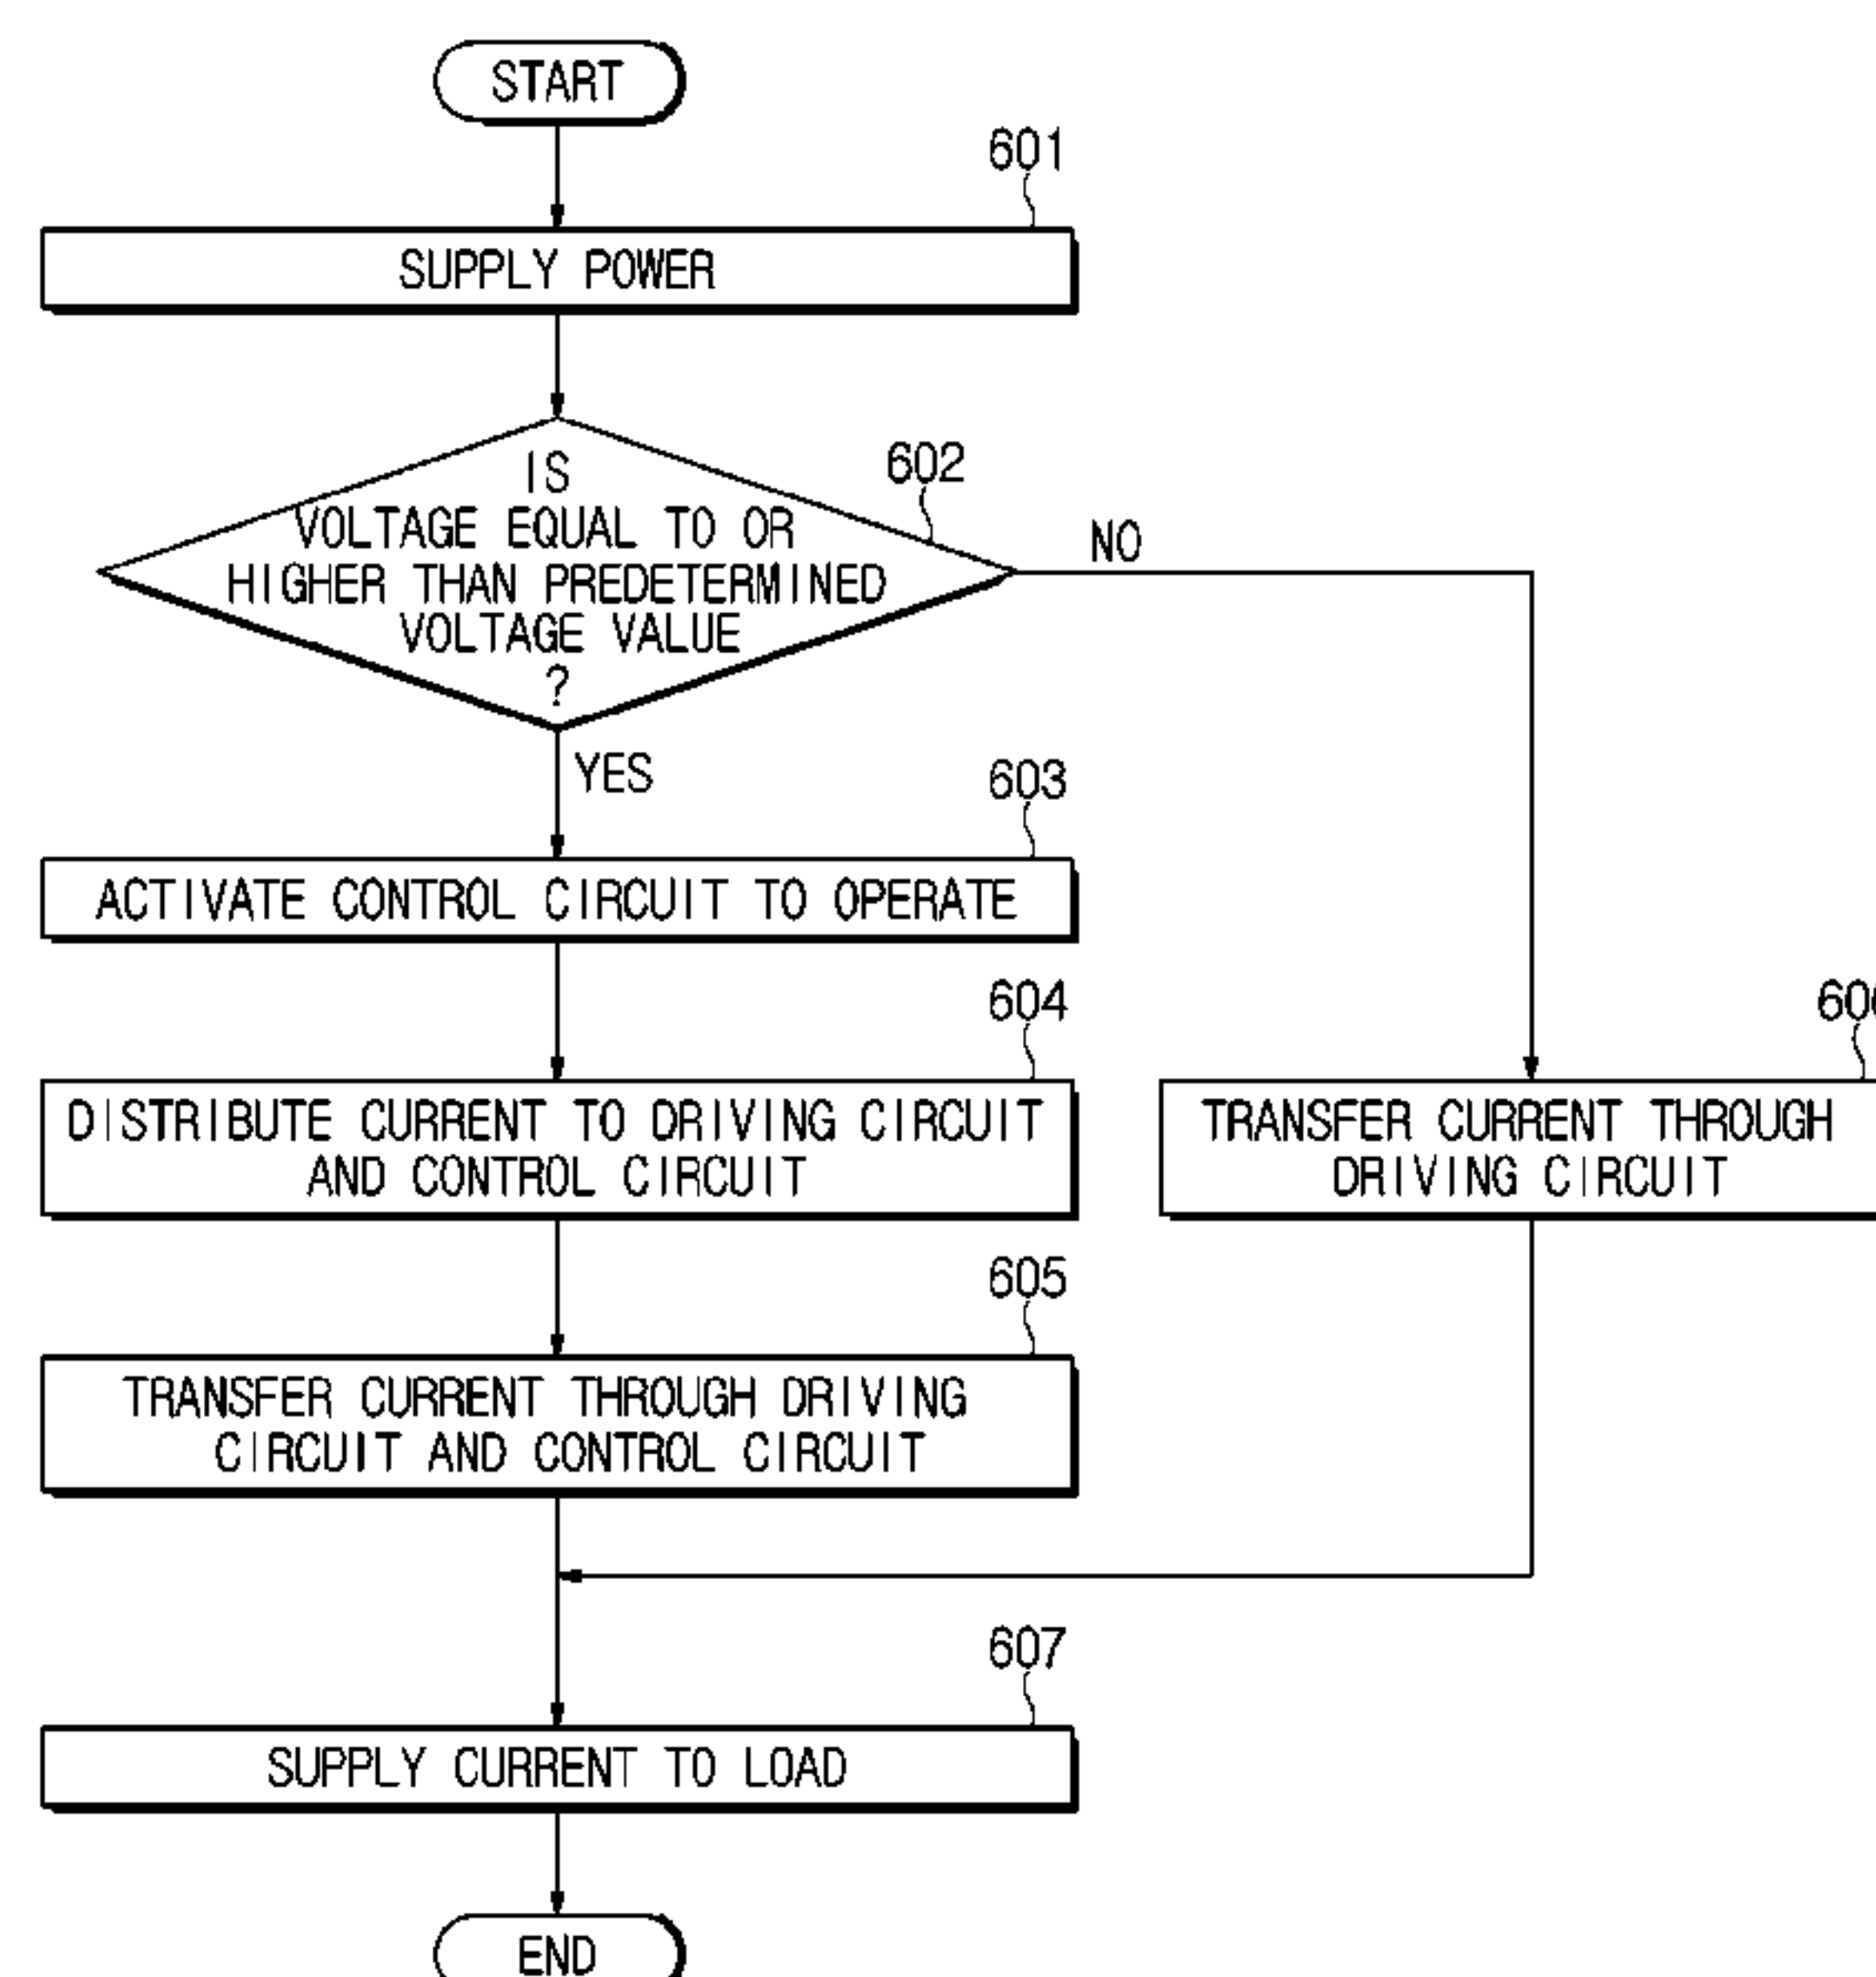 START
601
SUPPLY POWER
602
IS
VOLTAGE EQUAL TO OR
HIGHER THAN PREDETERMINED
VOLTAGE VALUE
?
NO
YES
603
ACTIVATE CONTROL CIRCUIT TO OPERATE
604
DISTRIBUTE CURRENT TO DRIVING CIRCUIT
AND CONTROL CIRCUIT
TRANSFER CURRENT THROUGH
DRIVING CIRCUIT
605
TRANSFER CURRENT THROUGH DRIVING
CIRCUIT AND CONTROL CIRCUIT
607
SUPPLY CURRENT TO LOAD
END